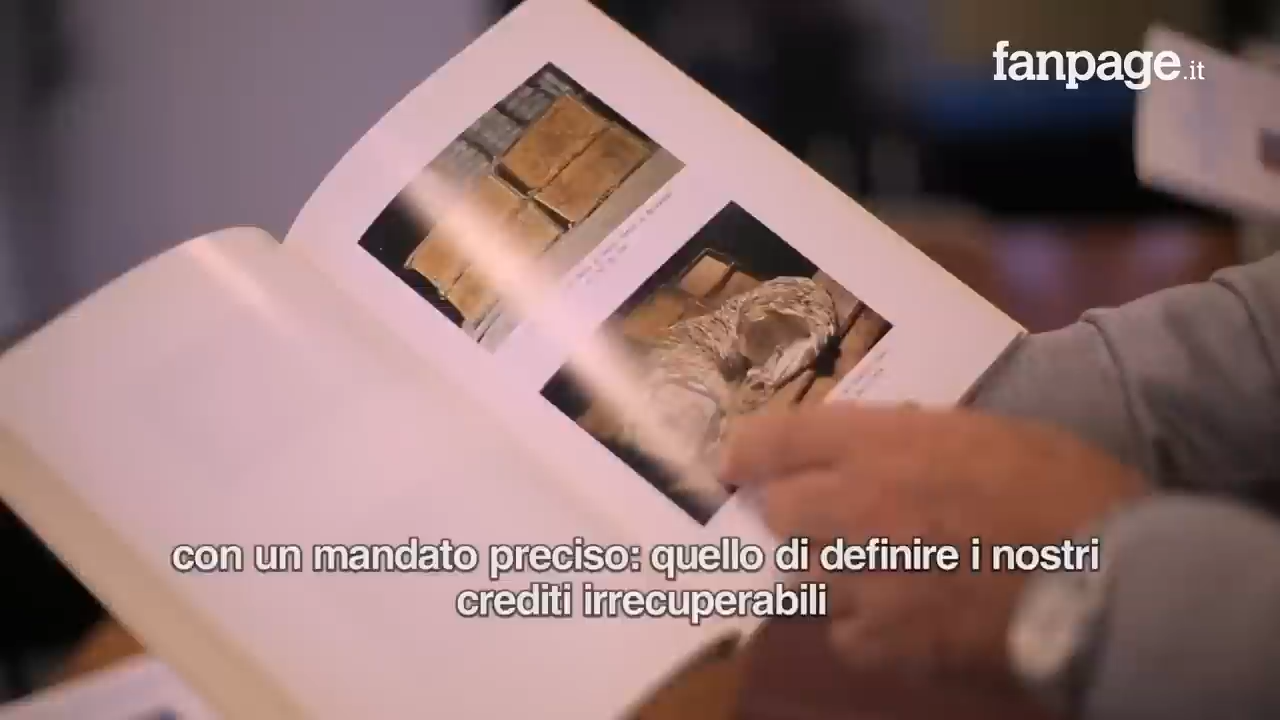 fanpage.it
con un mandato preciso: quello di definire i nostri
crediti irrecuperabili